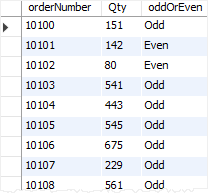 orderNumber Qty oddOrEven
10100 151 Odd
10101 142 Even
10102 80 Even
10103 541 Odd
10104 443 Odd
10105 545 Odd
10106 675 Odd
10107 229 Odd
10108 561 Odd